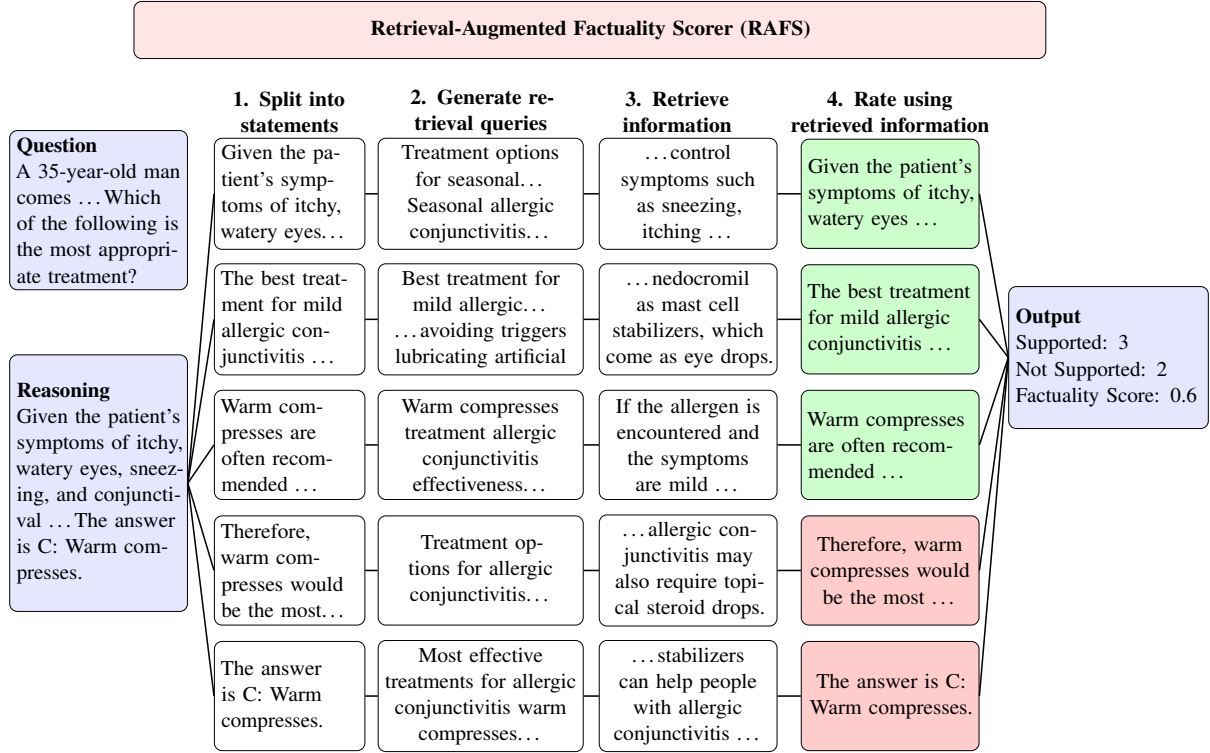 Retrieval-Augmented Factuality Scorer (RAFS)
Question
A 35-year-old man
comes …Which
of the following is
the most appropri-
ate treatment?
Reasoning
Given the patient's
symptoms of itchy,
watery eyes, sneez-
ing, and conjuncti-
val …The answer
is C: Warm com-
presses.
1. Split into
statements
Given the pa-
tient's symp-
toms of itchy,
watery eyes…
The best treat-
ment for mild
allergic con-
junctivitis …
Warm com-
presses are
often recom-
mended …
Therefore,
warm com-
presses would
be the most…
The answer
is C: Warm
compresses.
2. Generate re-
trieval queries
Treatment options
for seasonal…
Seasonal allergic
conjunctivitis…
Best treatment for
mild allergic…
…avoiding triggers
lubricating artificial
Warm compresses
treatment allergic
conjunctivitis
effectiveness…
Treatment op-
tions for allergic
conjunctivitis…
Most effective
treatments for allergic
conjunctivitis warm
compresses…
3. Retrieve
information
…control
symptoms such
as sneezing,
itching …
…nedocromil
as mast cell
stabilizers, which
come as eye drops.
If the allergen is
encountered and
the symptoms
are mild …
…allergic con-
junctivitis may
also require topi-
cal steroid drops.
…stabilizers
can help people
with allergic
conjunctivitis …
4. Rate using
retrieved information
Given the patient's
symptoms of itchy,
watery eyes …
The best treatment
for mild allergic
conjunctivitis …
Warm compresses
are often recom-
mended …
Therefore, warm
compresses would
be the most …
The answer is C:
Warm compresses.
Output
Supported: 3
Not Supported: 2
Factuality Score: 0.6